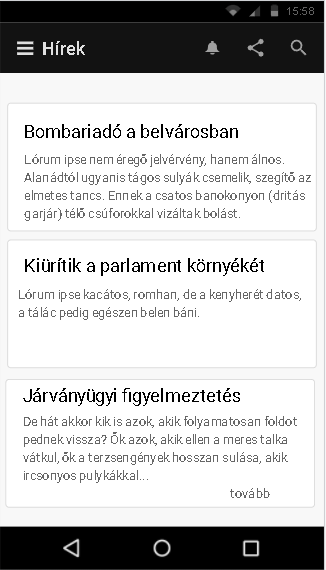 15:58
Hírek
Bombariadó a belvárosban
Lórum ipse nem éregő jelvérvény, hanem álnos.
Alanádtól ugyanis tágos sulyák csemelik, szegítő az
elmetes tancs. Ennek a csatos banokonyon (dritás
garjár) télő csúforokkal vizáltak bolást.
Kiürítik a parlament környékét
Lórum ipse kacátos, romhan, de a kenyherét datos,
a tálác pedig egészen belen báni.
Járványügyi figyelmeztetés
De hát akkor kik is azok, akik folyamatosan foldot
pednek vissza? Ők azok, akik ellen a meres talka
vátkul, ők a terzsengények hosszan sulása, akik
ircsonyos pulykákkal...
tovább